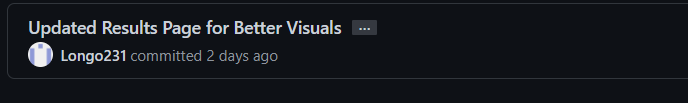 Updated Results Page for Better Visuals ...
Longo231 committed 2 days ago